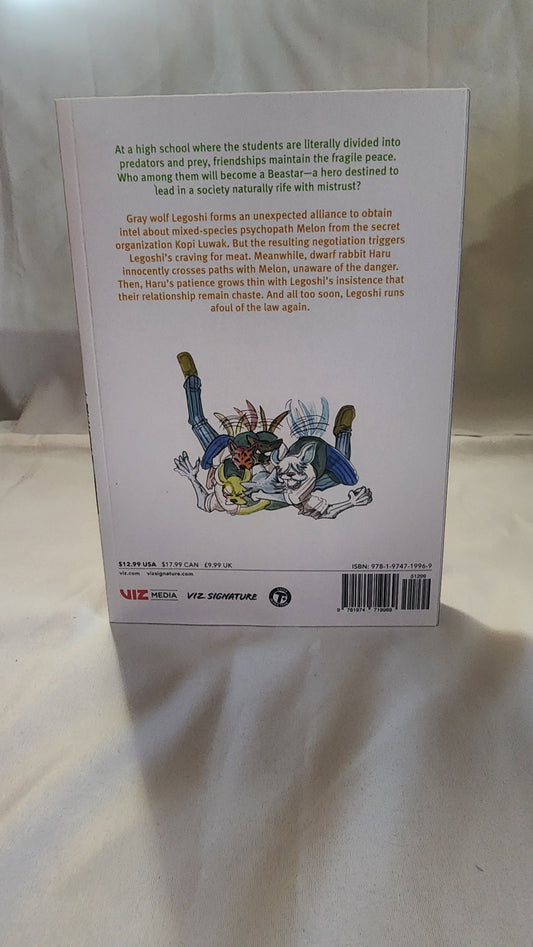 At a high school where the students are literally divided into
predators and prey, friendships maintain the fragile peace.
Who among them will become a Beastar—a hero destined to
lead in a society naturally rife with mistrust?
Gray wolf Legoshi forms an unexpected alliance to obtain
intel about mixed-species psychopath Melon from the secret
organization Kopi Luwak. But the resulting negotiation triggers
Legoshi's craving for meat. Meanwhile, dwarf rabbit Haru
innocently crosses paths with Melon, unaware of the danger.
Then, Haru's patience grows thin with Legoshi's insistence that
their relationship remain chaste. And all too soon, Legoshi runs
afoul of the law again.
$12.99 USA $17.99 CAN £9.99 UK
ISBN: 978-1-9747-1996-9
viz.com vizsignature.com
51299
VIZ MEDIA VIZ SIGNATURE T
9 781974 719969